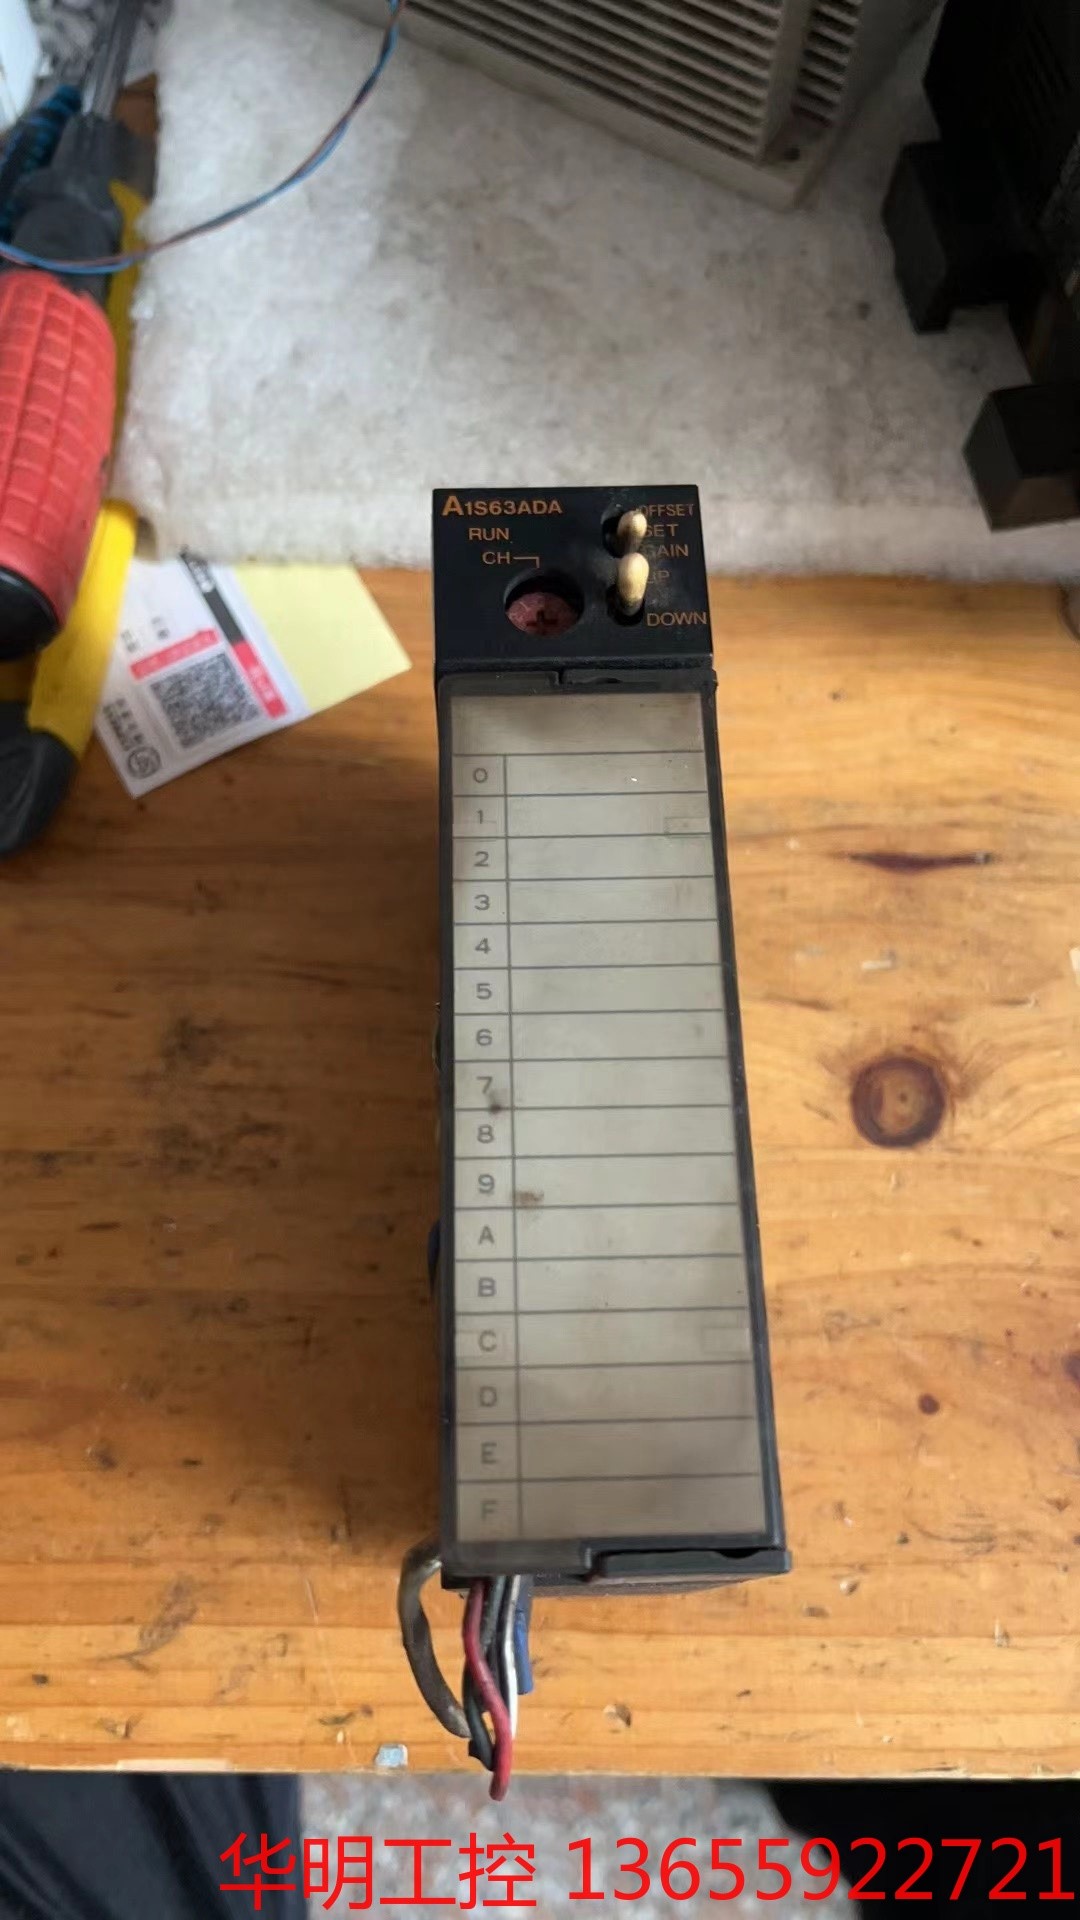 A1S63ADA
RUN
CH
OFFSET
SET
GAIN
UP
DOWN
0
1
2
3
4
5
6
7
8
9
A
B
C
D
E
F
华明工控 13655922721